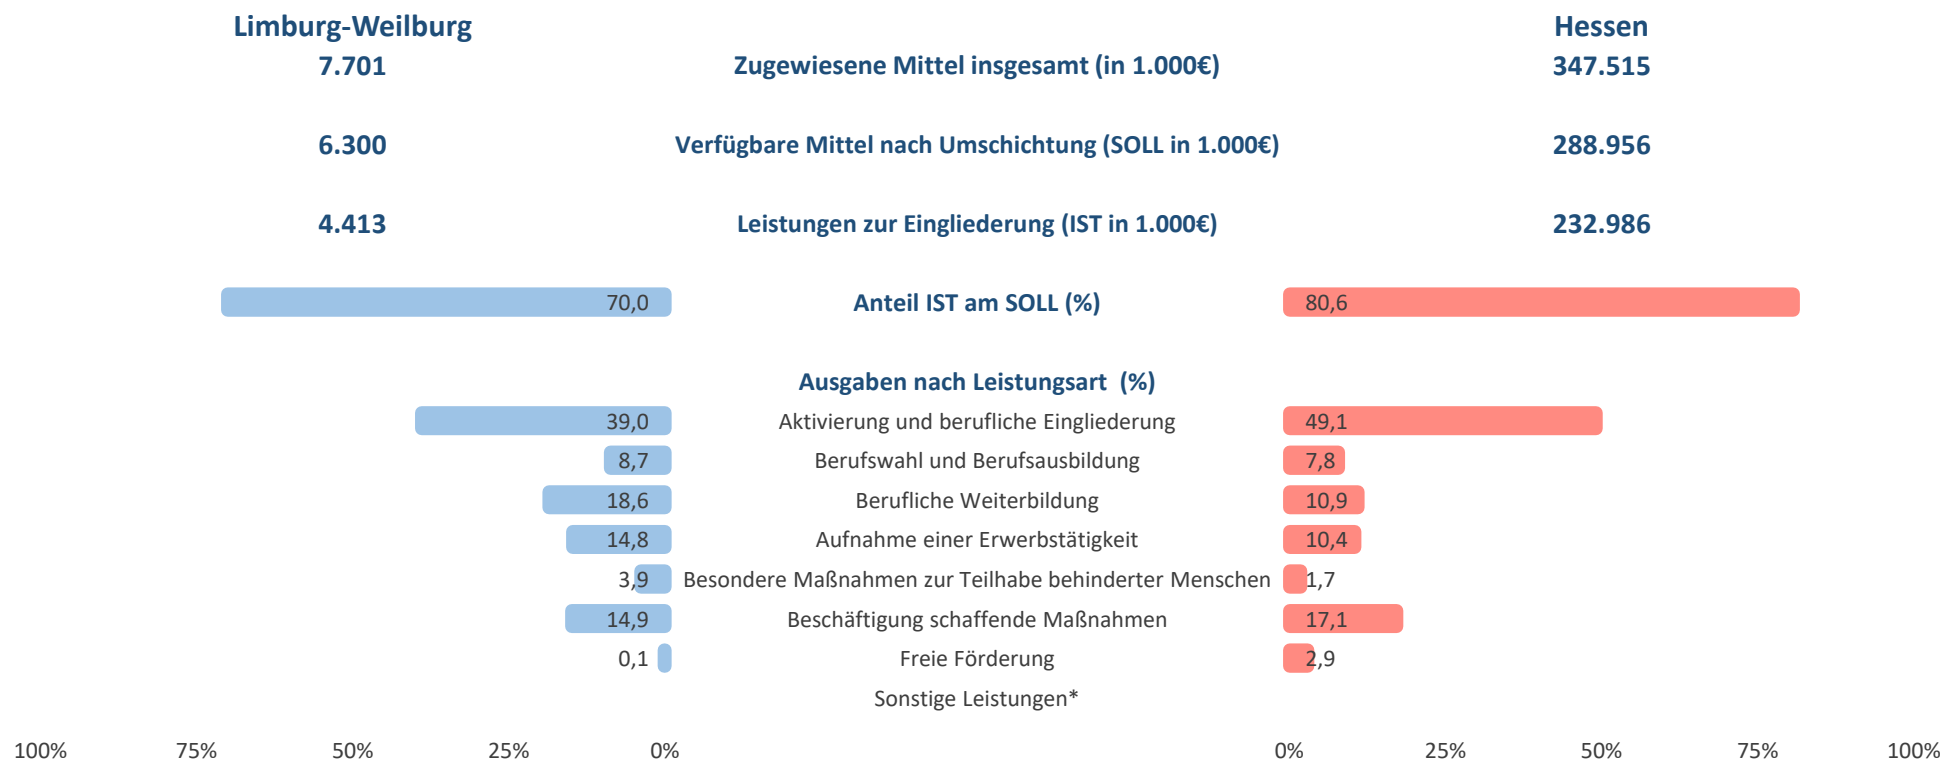 Limburg-Weilburg Hessen
7.701 Zugewiesene Mittel insgesamt (in 1.000€) 347.515
6.300 Verfügbare Mittel nach Umschichtung (SOLL in 1.000€) 288.956
4.413 Leistungen zur Eingliederung (IST in 1.000€) 232.986
70,0 Anteil IST am SOLL (%) 80,6
Ausgaben nach Leistungsart (%)
39,0 Aktivierung und berufliche Eingliederung 49,1
8,7 Berufswahl und Berufsausbildung 7,8
18,6 Berufliche Weiterbildung 10,9
14,8 Aufnahme einer Erwerbstätigkeit 10,4
3,9 Besondere Maßnahmen zur Teilhabe behinderter Menschen 1,7
14,9 Beschäftigung schaffende Maßnahmen 17,1
0,1 Freie Förderung 2,9
Sonstige Leistungen*
100% 75% 50% 25% 0% 0% 25% 50% 75% 100%